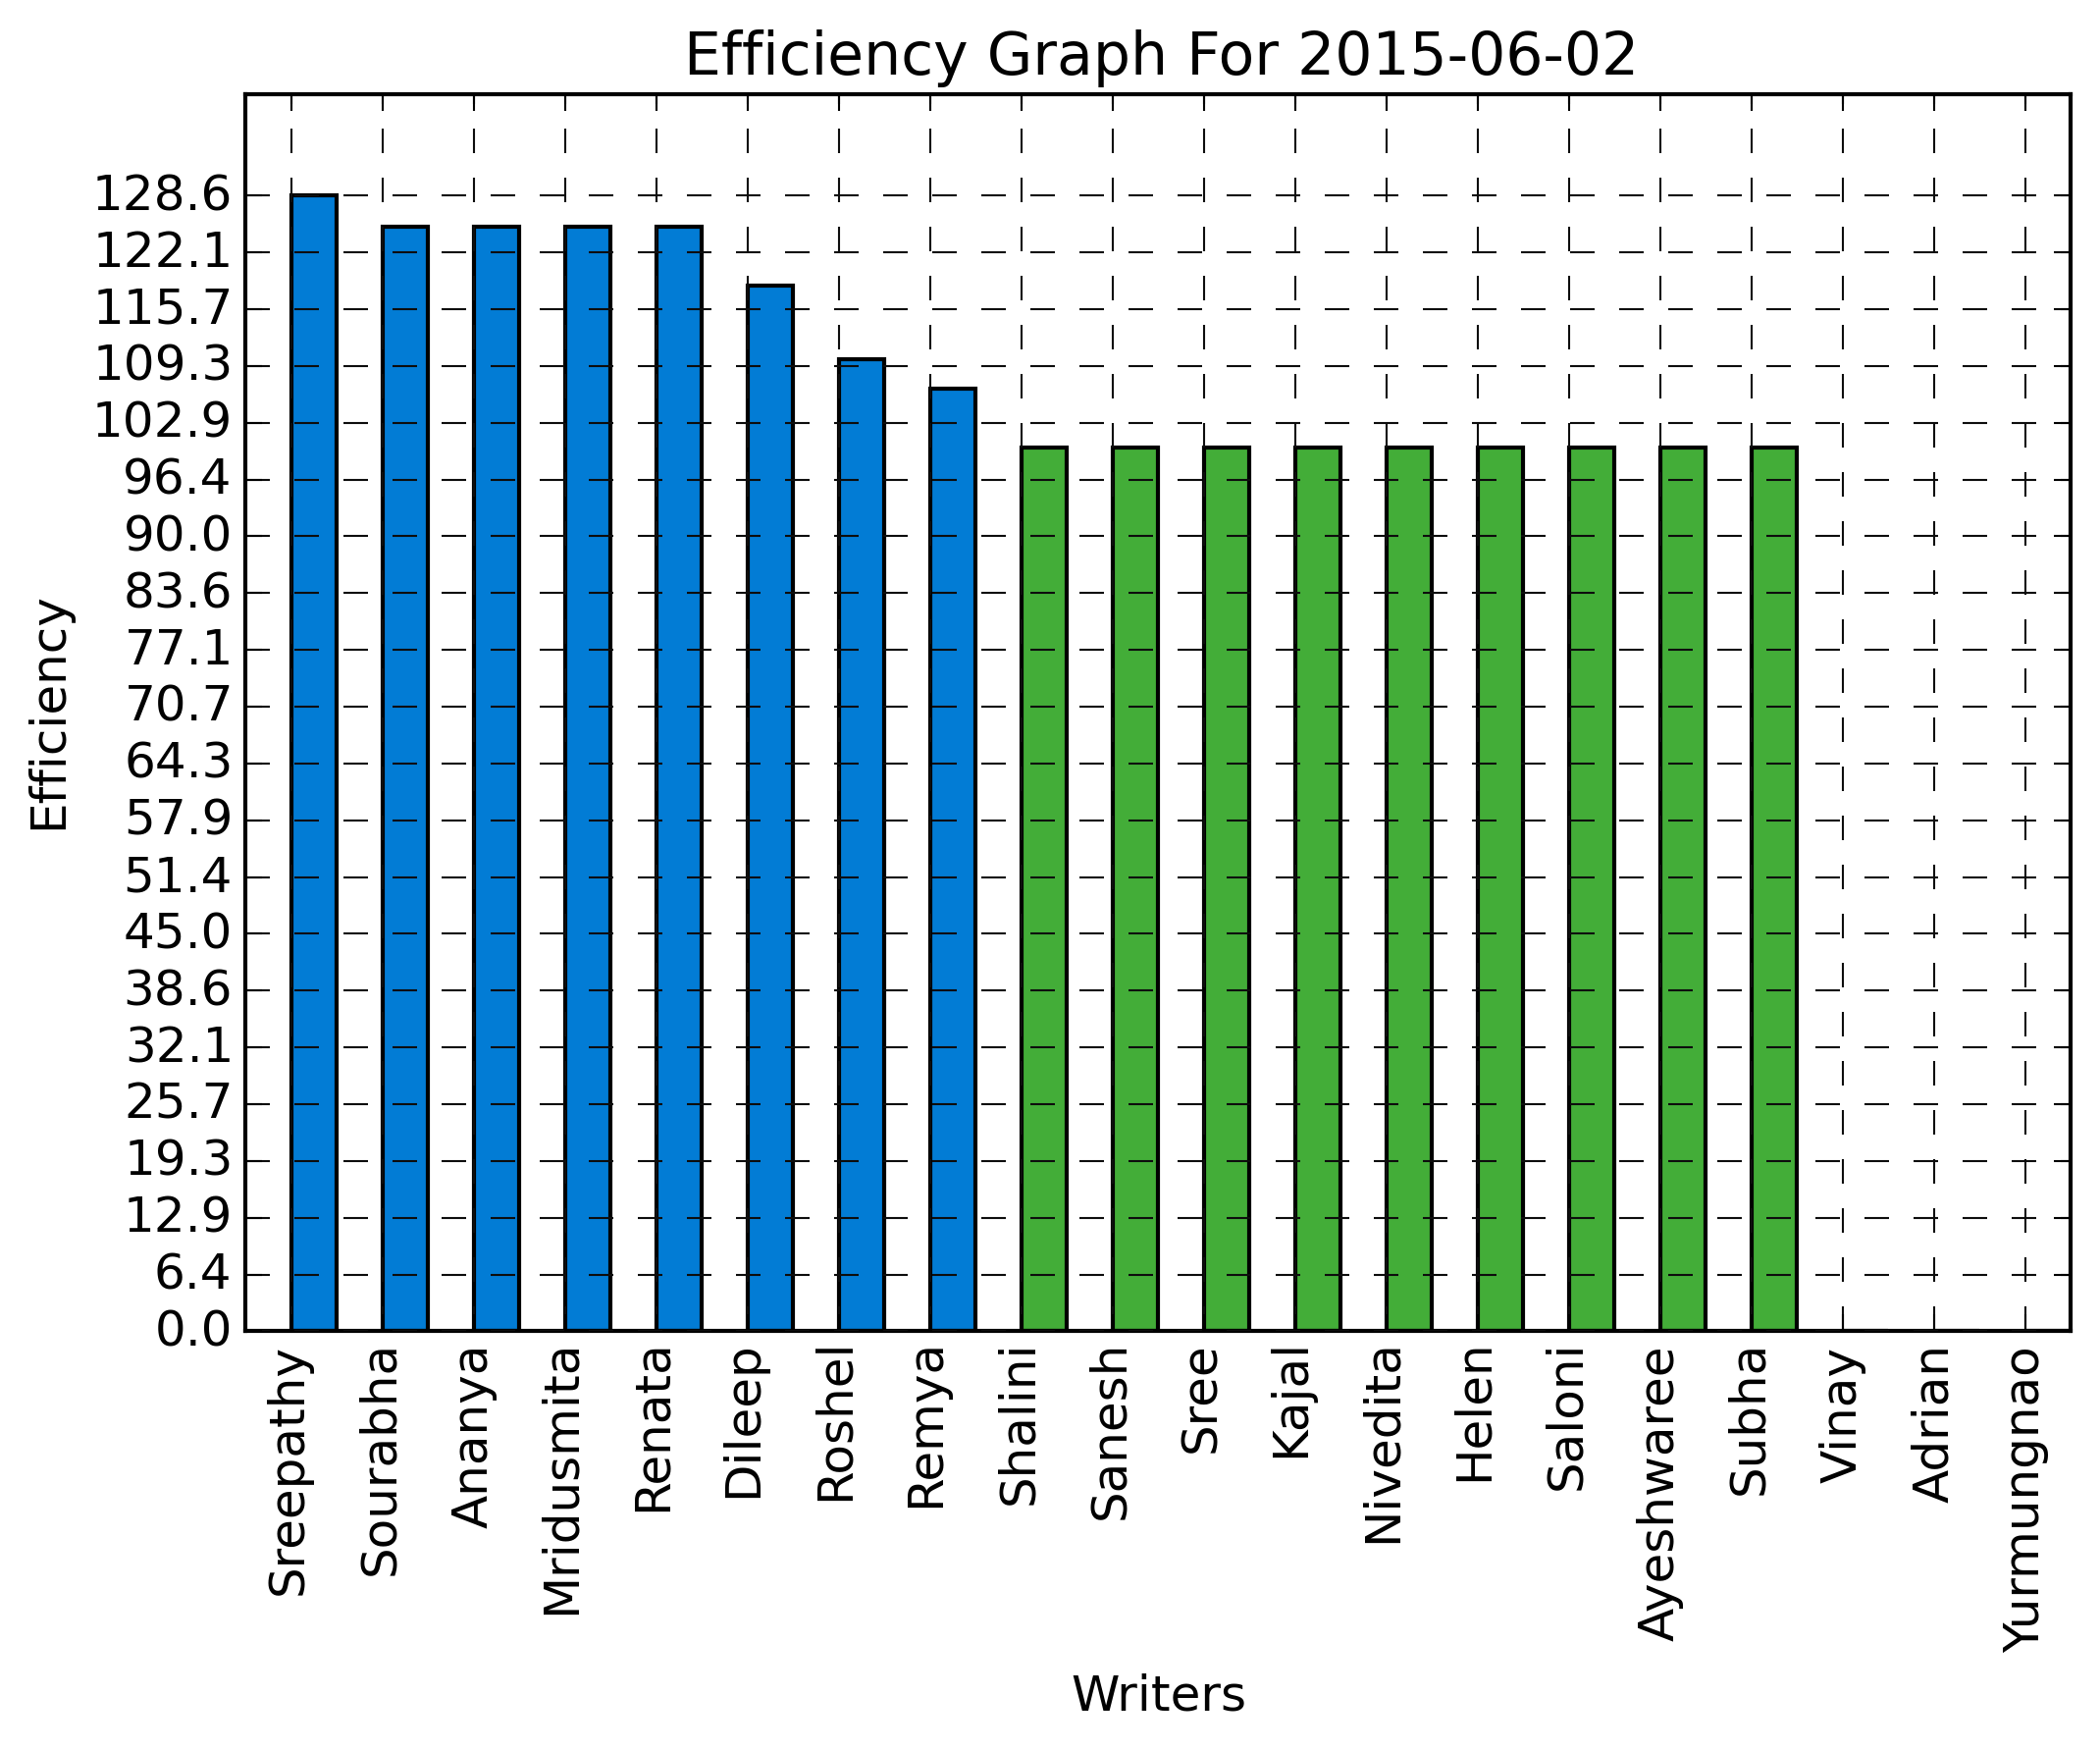 Efficiency Graph For 2015-06-02
128.6
122.1
115.7
109.3
102.9
96.4
90.0
83.6
77.1
70.7
64.3
57.9
51.4
45.0
38.6
32.1
25.7
19.3
12.9
6.4
0.0
Efficiency
Sreepathy
Sourabha
Ananya
Mridusmita
Renata
Dileep
Roshel
Remya
Shalini
Sanesh
Sree
Kajal
Nivedita
Helen
Saloni
Ayeshwaree
Subha
Vinay
Adrian
Yurmungnao
Writers